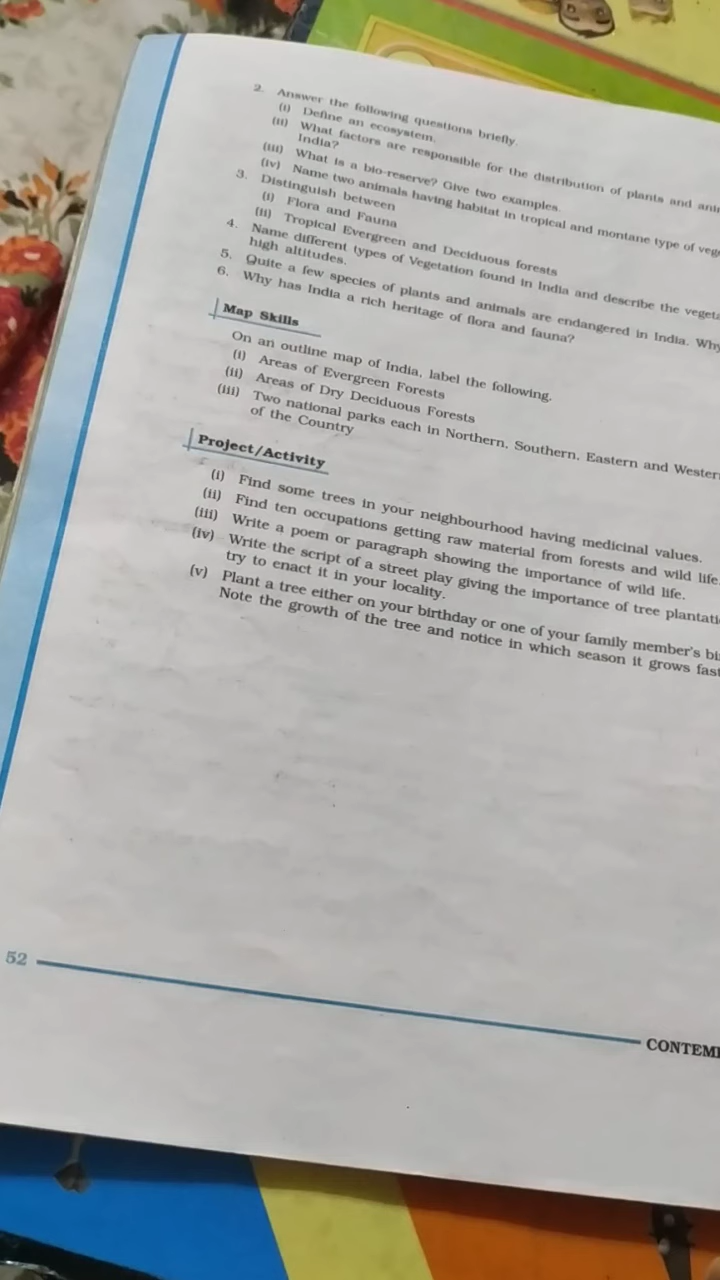 2. Answer the following questions briefly.
(i) Define an ecosystem.
(ii) What factors are responsible for the distribution of plants and
India?
(iii) What is a bio-reserve? Give two examples.
(iv) Name two animals having habitat in tropical and montane type of
3. Distinguish between
(i) Flora and Fauna
(ii) Tropical Evergreen and Deciduous forests
4. Name different types of Vegetation found in India and describe the
high altitudes.
5. Quite a few species of plants and animals are endangered in India. Why
6. Why has India a rich heritage of flora and fauna?
Map Skills
On an outline map of India, label the following.
(i) Areas of Evergreen Forests
(ii) Areas of Dry Deciduous Forests
(iii) Two national parks each in Northern, Southern, Eastern and Wester
of the Country
Project/Activity
(i) Find some trees in your neighbourhood having medicinal values.
(ii) Find ten occupations getting raw material from forests and wild life.
(iii) Write a poem or paragraph showing the importance of wild life.
(iv) Write the script of a street play giving the importance of tree plantati
try to enact it in your locality.
(v) Plant a tree either on your birthday or one of your family member's bi
Note the growth of the tree and notice in which season it grows fast
52
CONTEM